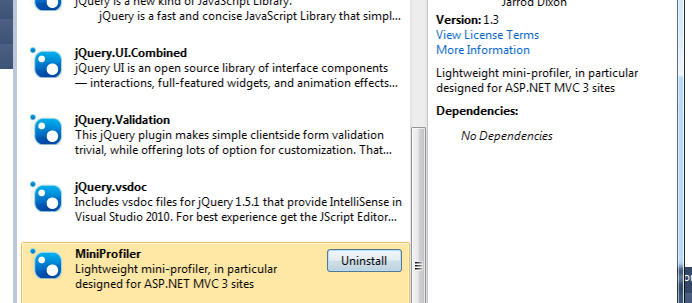 jQuery is a new kind of JavaScript Library.
jQuery is a fast and concise JavaScript Library that simpl...
jQuery.UI.Combined
jQuery UI is an open source library of interface components
— interactions, full-featured widgets, and animation effects...
jQuery.Validation
This jQuery plugin makes simple clientside form validation
trivial, while offering lots of option for customization. That...
jQuery.vsdoc
Includes vsdoc files for jQuery 1.5.1 that provide IntelliSense in
Visual Studio 2010. For best experience get the JScript Editor...
MiniProfiler
Lightweight mini-profiler, in particular
designed for ASP.NET MVC 3 sites
Uninstall
Jarrod Dixon
Version: 1.3
View License Terms
More Information
Lightweight mini-profiler, in particular
designed for ASP.NET MVC 3 sites
Dependencies:
No Dependencies